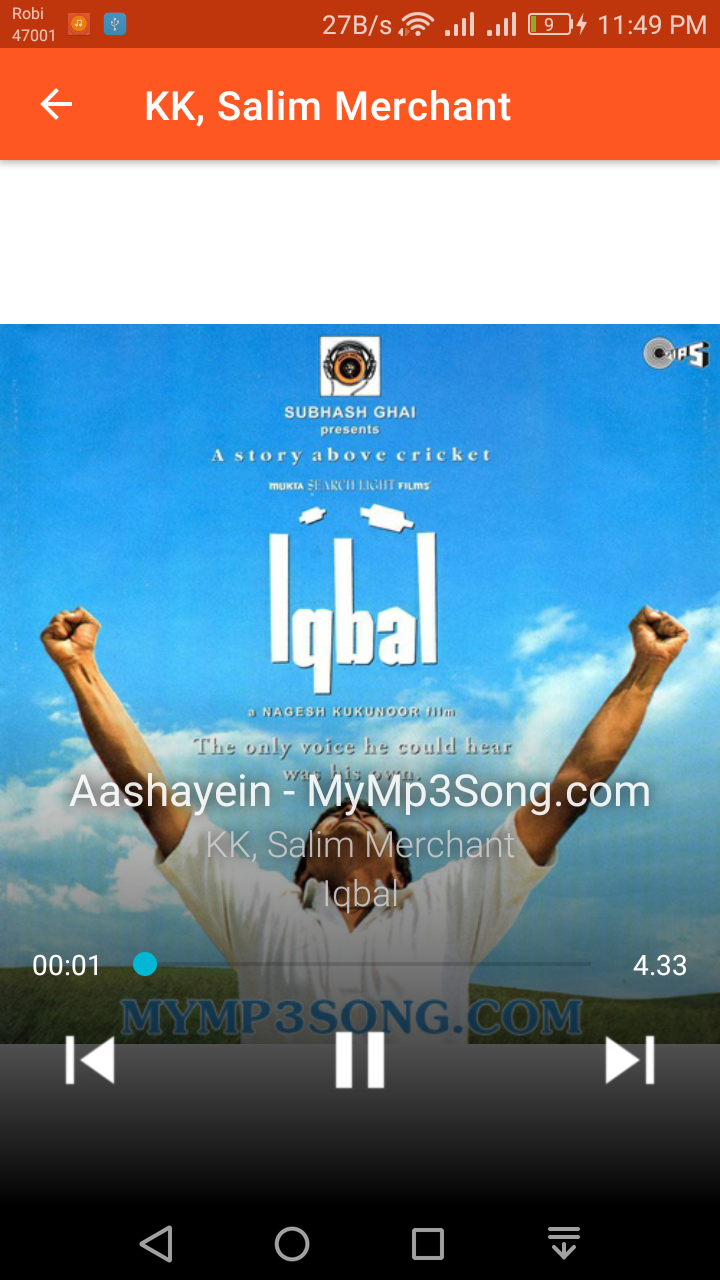 Robi
47001
27B/s
9
11:49 PM
KK, Salim Merchant
TIPS
SUBHASH GHAI
presents
A story above cricket
MUKTA SEARCH LIGHT FILMS
Iqbal
a NAGESH KUKUNOOR film
The only voice he could hear
was his own.
Aashayein - MyMp3Song.com
KK, Salim Merchant
Iqbal
00:01
4.33
MYMP3SONG.COM